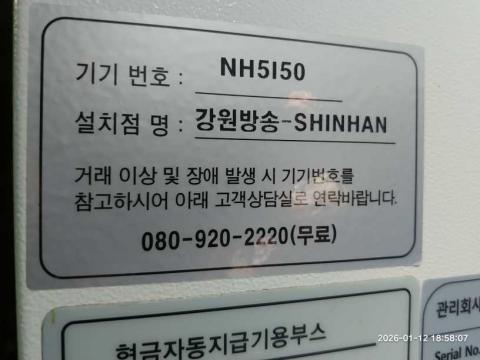 기기 번호 : NH5I50
설치점 명 : 강원방송-SHINHAN
거래 이상 및 장애 발생 시 기기번호를
참고하시어 아래 고객상담실로 연락바랍니다.
080-920-2220(무료)
현금자동지급기용부스
관리회사
Serial No.
2026-01-12 18:58:07